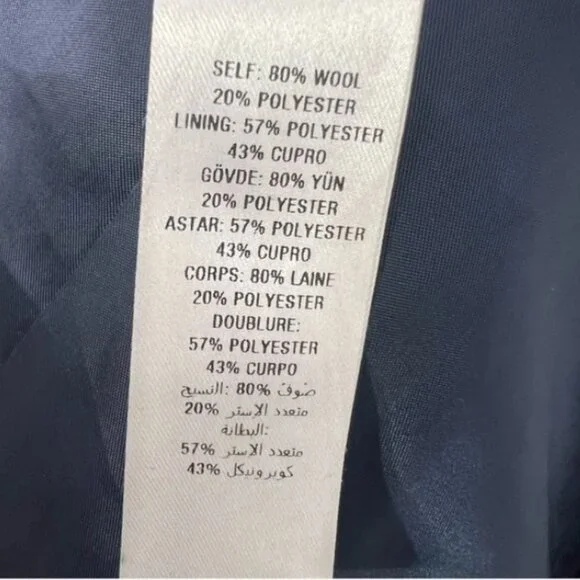 SELF: 80% WOOL
20% POLYESTER
LINING: 57% POLYESTER
43% CUPRO
GÖVDE: 80% YÜN
20% POLYESTER
ASTAR: 57% POLYESTER
43% CUPRO
CORPS: 80% LAINE
20% POLYESTER
DOUBLURE:
57% POLYESTER
43% CURPO
صوف %80 :النسيج
متعدد الإستر %20
البطانة:
متعدد الاستر %57
كوبرونيكل %43